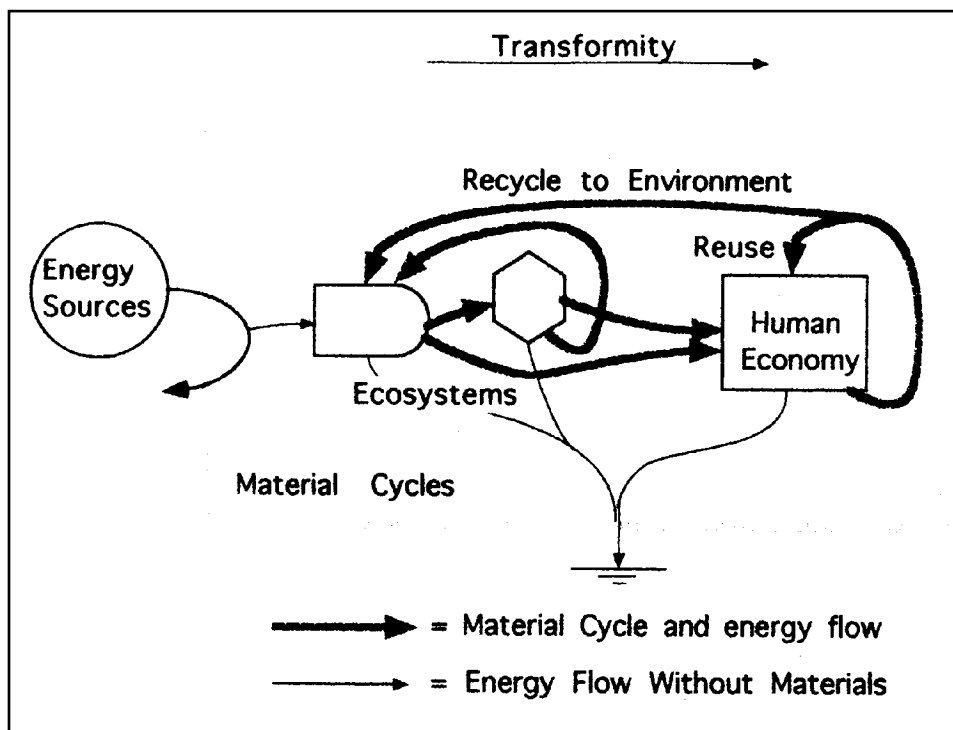 Transformity
Recycle to Environment
Reuse
Energy
Sources
Human
Economy
Ecosystems
Material Cycles
= Material Cycle and energy flow
= Energy Flow Without Materials